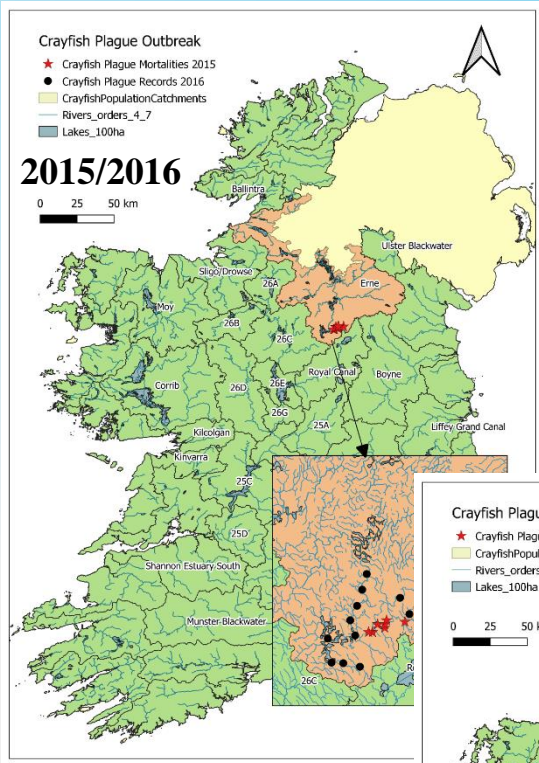 Crayfish Plague Outbreak
Crayfish Plague Mortalities 2015
Crayfish Plague Records 2016
CrayfishPopulationCatchments
Rivers_orders_4_7
Lakes_100ha
2015/2016
0 25 50 km
Ballintra
Ulster Blackwater
Sligo/Drowse
26A
Erne
Moy
26B
26C
Royal Canal
Boyne
Corrib
26D
26E
26G
25A
Liffey Grand Canal
Kilcolgan
Kinvarra
25C
25D
Shannon Estuary South
Munster-Blackwater
26C
Crayfish Plagu
Crayfish Plagu
CrayfishPopul
Rivers_orders
Lakes_100ha
0 25 50 k